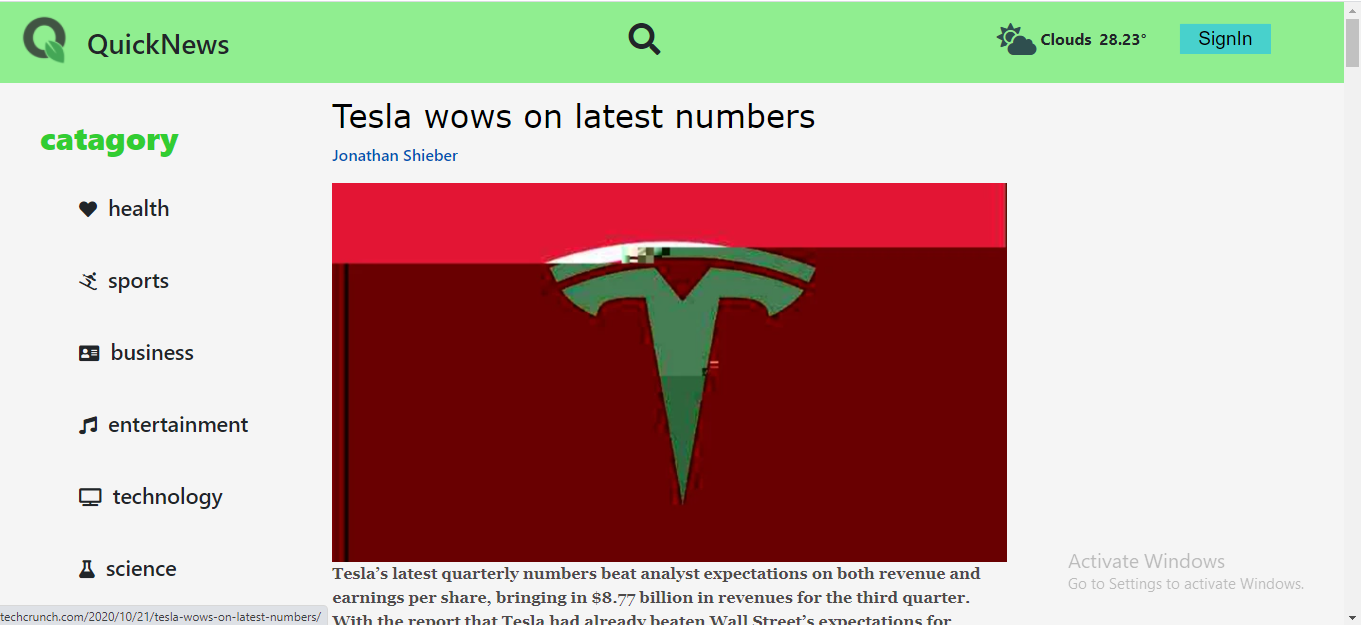 QuickNews
Clouds 28.23°
SignIn
catagory
health
sports
business
entertainment
technology
science
Tesla wows on latest numbers
Jonathan Shieber
Tesla’s latest quarterly numbers beat analyst expectations on both revenue and
earnings per share, bringing in $8.77 billion in revenues for the third quarter.
With the report that Tesla had already beaten Wall Street’s expectations for
Activate Windows
Go to Settings to activate Windows.
techcrunch.com/2020/10/21/tesla-wows-on-latest-numbers/